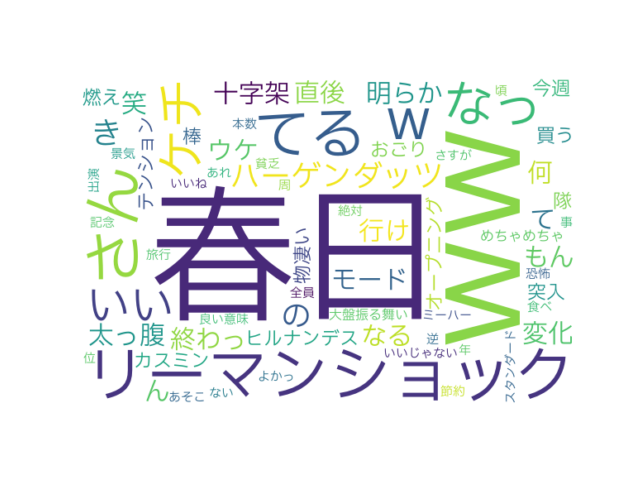 燃え
笑
ケチ
十字架
直後
明らか
なっ
頃
今週
き
テンション
棒
本数
ウケ
てる
w
おごり
さすが
買う
景気
出演
いいね
あれ
貧乏
周
ハーゲンダッツ
何
隊
さん
春日
絶対
行け
オープニング
www
て
事
記念
旅行
物凄い
全員
モード
めちゃめちゃ
もん
恐怖
食べ
突入
いい
の
大盤振る舞い
ミーハー
太っ腹
良い意味
終わっ
ヒルナンデス
なる
逆
変化
位
カスミン
いいじゃない
年
スタンダード
リーマンショック
ん
あそこ
ない
よかっ
節約